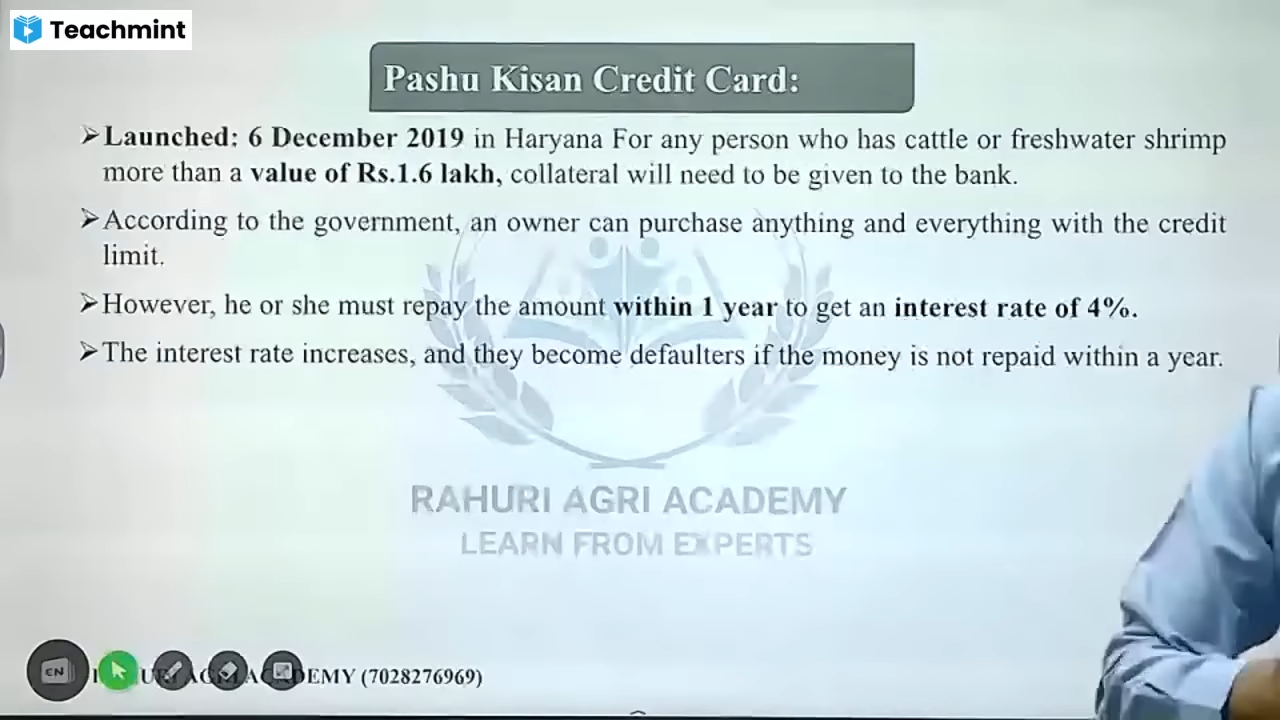 Teachmint
Pashu Kisan Credit Card:
➢Launched: 6 December 2019 in Haryana For any person who has cattle or freshwater shrimp
more than a value of Rs.1.6 lakh, collateral will need to be given to the bank.
➢According to the government, an owner can purchase anything and everything with the credit
limit.
➢However, he or she must repay the amount within 1 year to get an interest rate of 4%.
➢The interest rate increases, and they become defaulters if the money is not repaid within a year.
RAHURI AGRI ACADEMY
LEARN FROM EXPERTS
CN
(7028276969)